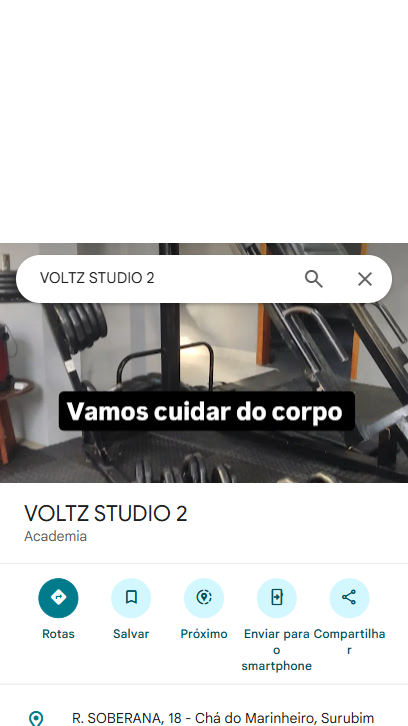 VOLTZ STUDIO 2
Vamos cuidar do corpo
VOLTZ STUDIO 2
Academia
Rotas
Salvar
Próximo
Enviar para
o
smartphone
Compartilha
r
R. SOBERANA, 18 - Chá do Marinheiro, Surubim